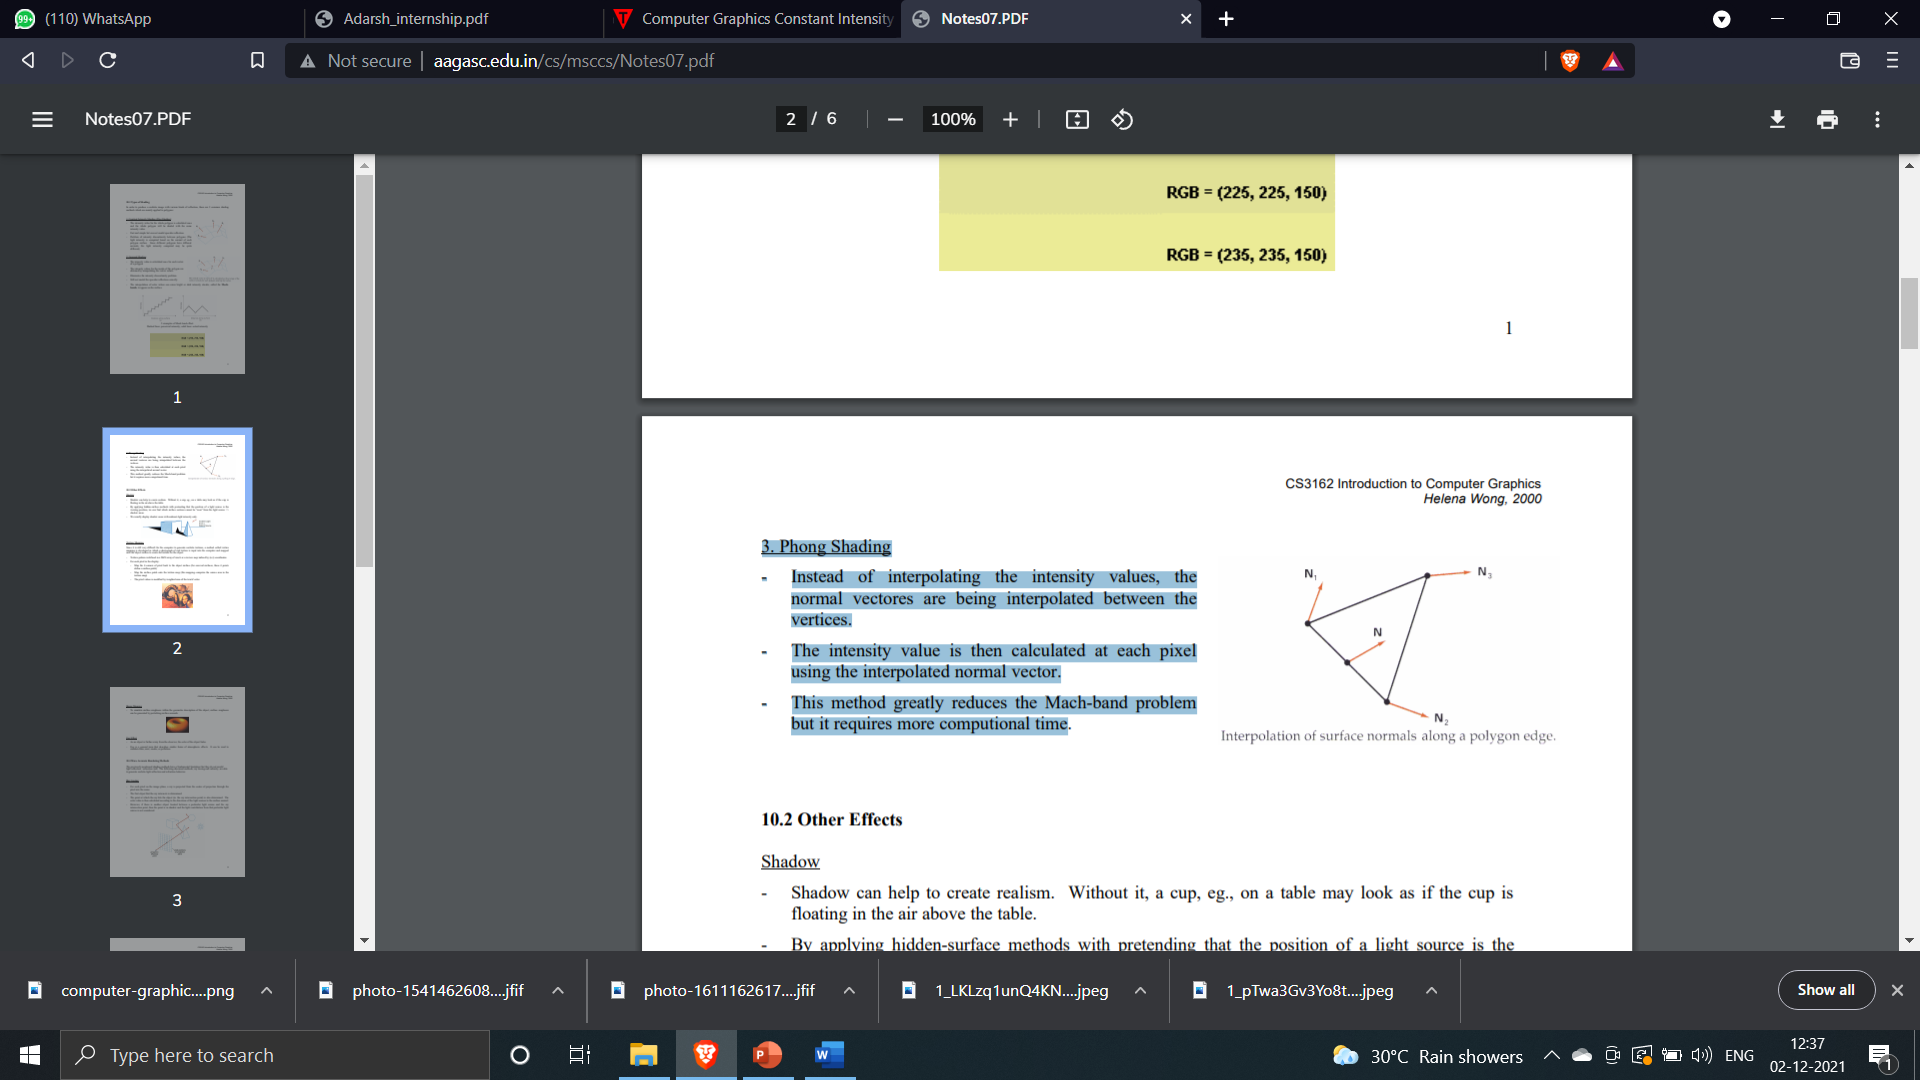 99+
(110) WhatsApp
Adarsh_internship.pdf
Computer Graphics Constant Intensity
Notes07.PDF
Not secure
aagasc.edu.in/cs/msccs/Notes07.pdf
Notes07.PDF
2 / 6
100%
1
2
3
RGB = (225, 225, 150)
RGB = (235, 235, 150)
1
CS3162 Introduction to Computer Graphics
Helena Wong, 2000
3. Phong Shading
- Instead of interpolating the intensity values, the
normal vectores are being interpolated between the
vertices.
- The intensity value is then calculated at each pixel
using the interpolated normal vector.
- This method greatly reduces the Mach-band problem
but it requires more computional time.
N1
N3
N
N2
Interpolation of surface normals along a polygon edge.
10.2 Other Effects
Shadow
- Shadow can help to create realism. Without it, a cup, eg., on a table may look as if the cup is
floating in the air above the table.
- By applying hidden-surface methods with pretending that the position of a light source is the
computer-graphic....png
photo-1541462608....jfif
photo-1611162617....jfif
1_LKLzq1unQ4KN....jpeg
1_pTwa3Gv3Yo8t....jpeg
Show all
Type here to search
30°C Rain showers
ENG
12:37
02-12-2021
1